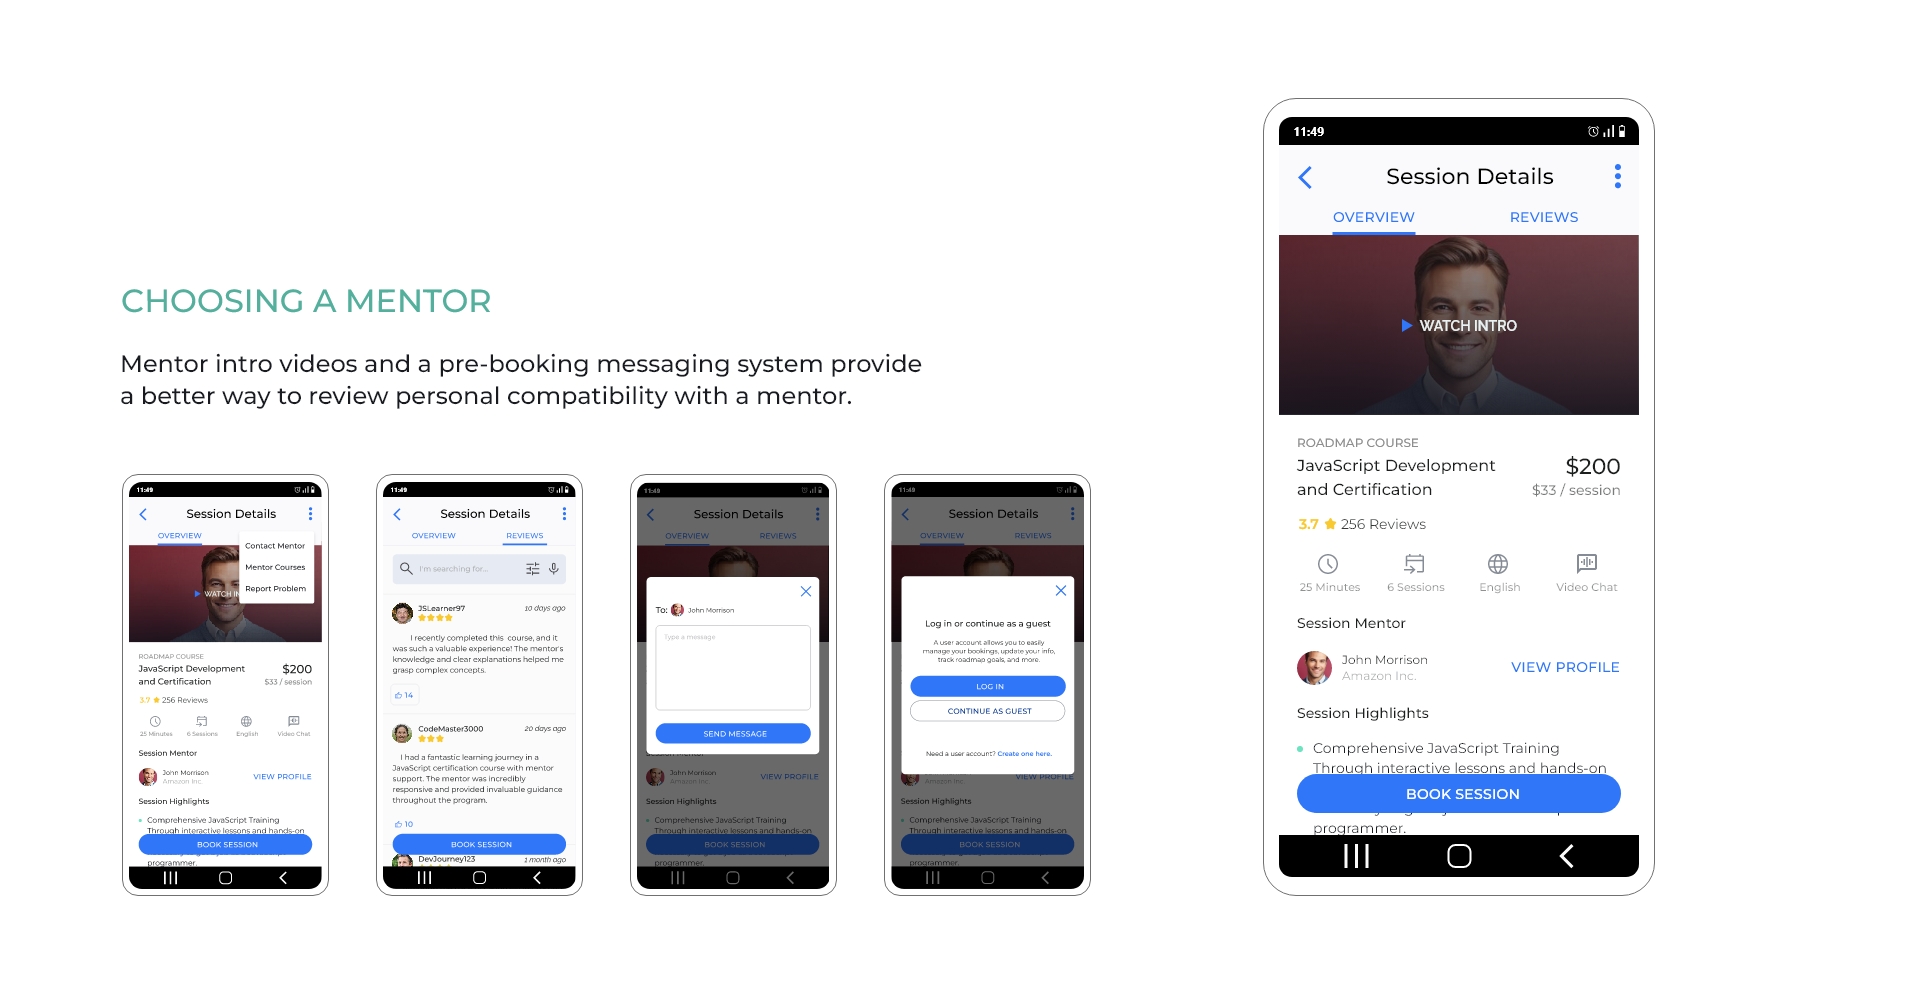 CHOOSING A MENTOR
Mentor intro videos and a pre-booking messaging system provide
a better way to review personal compatibility with a mentor.
11:49
Session Details
OVERVIEW
Contact Mentor
Mentor Courses
Report Problem
WATCH IN
ROADMAP COURSE
JavaScript Development
and Certification
$200
$33 / session
3.7 256 Reviews
25 Minutes
6 Sessions
English
Video Chat
Session Mentor
John Morrison
Amazon Inc.
VIEW PROFILE
Session Highlights
Comprehensive JavaScript Training
Through interactive lessons and hands-on
BOOK SESSION
programmer.
11:49
Session Details
OVERVIEW REVIEWS
I'm searching for...
JSLearner97 10 days ago
I recently completed this course, and it
was such a valuable experience! The mentor's
knowledge and clear explanations helped me
grasp complex concepts.
14
CodeMaster3000 20 days ago
I had a fantastic learning journey in a
JavaScript certification course with mentor
support. The mentor was incredibly
responsive and provided invaluable guidance
throughout the program.
10
BOOK SESSION
DevJourney123 1 month ago
11:49
Session Details
OVERVIEW REVIEWS
To: John Morrison
Type a message
SEND MESSAGE
Session Mentor
John Morrison
Amazon Inc.
VIEW PROFILE
Session Highlights
Comprehensive JavaScript Training
Through interactive lessons and hands-on
BOOK SESSION
programmer.
11:49
Session Details
OVERVIEW REVIEWS
Log in or continue as a guest
A user account allows you to easily
manage your bookings, update your info,
track roadmap goals, and more.
LOG IN
CONTINUE AS GUEST
Need a user account? Create one here.
Amazon Inc.
VIEW PROFILE
Session Highlights
Comprehensive JavaScript Training
Through interactive lessons and hands-on
BOOK SESSION
programmer.
11:49
Session Details
OVERVIEW REVIEWS
WATCH INTRO
ROADMAP COURSE
JavaScript Development
and Certification
$200
$33 / session
3.7 256 Reviews
25 Minutes
6 Sessions
English
Video Chat
Session Mentor
John Morrison
Amazon Inc.
VIEW PROFILE
Session Highlights
Comprehensive JavaScript Training
Through interactive lessons and hands-on
BOOK SESSION
programmer.